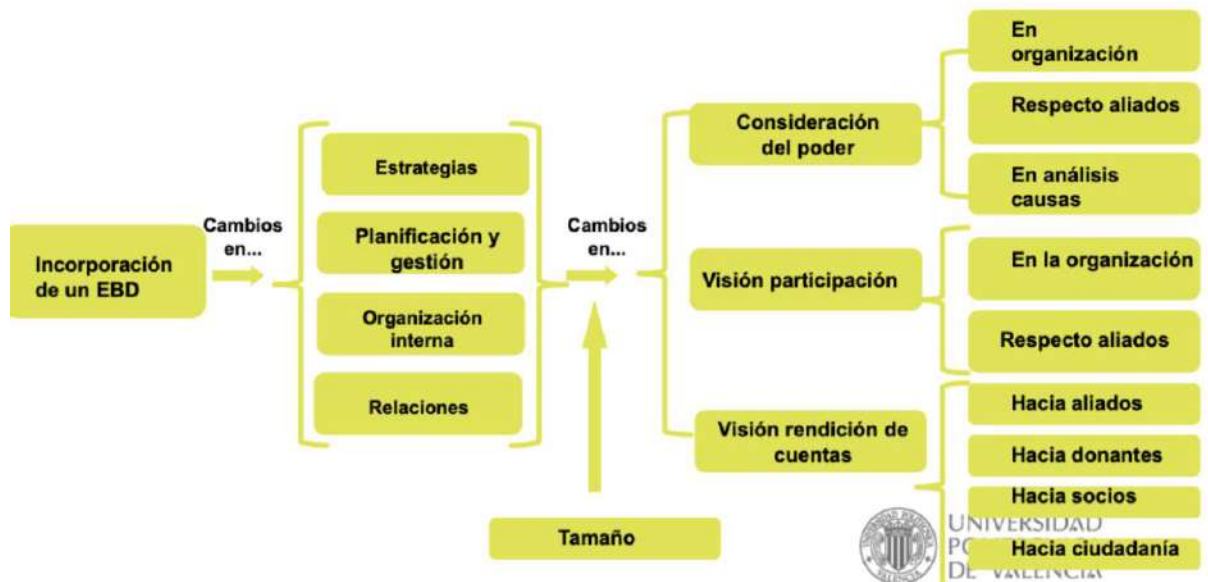 Incorporación
de un EBD
Cambios
en...
Estrategias
Planificación y
gestión
Organización
interna
Relaciones
Cambios
en...
Tamaño
Consideración
del poder
En
organización
Respecto aliados
En análisis
causas
Visión participación
En la organización
Respecto aliados
Visión rendición de
cuentas
Hacia aliados
Hacia donantes
Hacia socios
Hacia ciudadanía
UNIVERSIDAD
DE VALENCIA